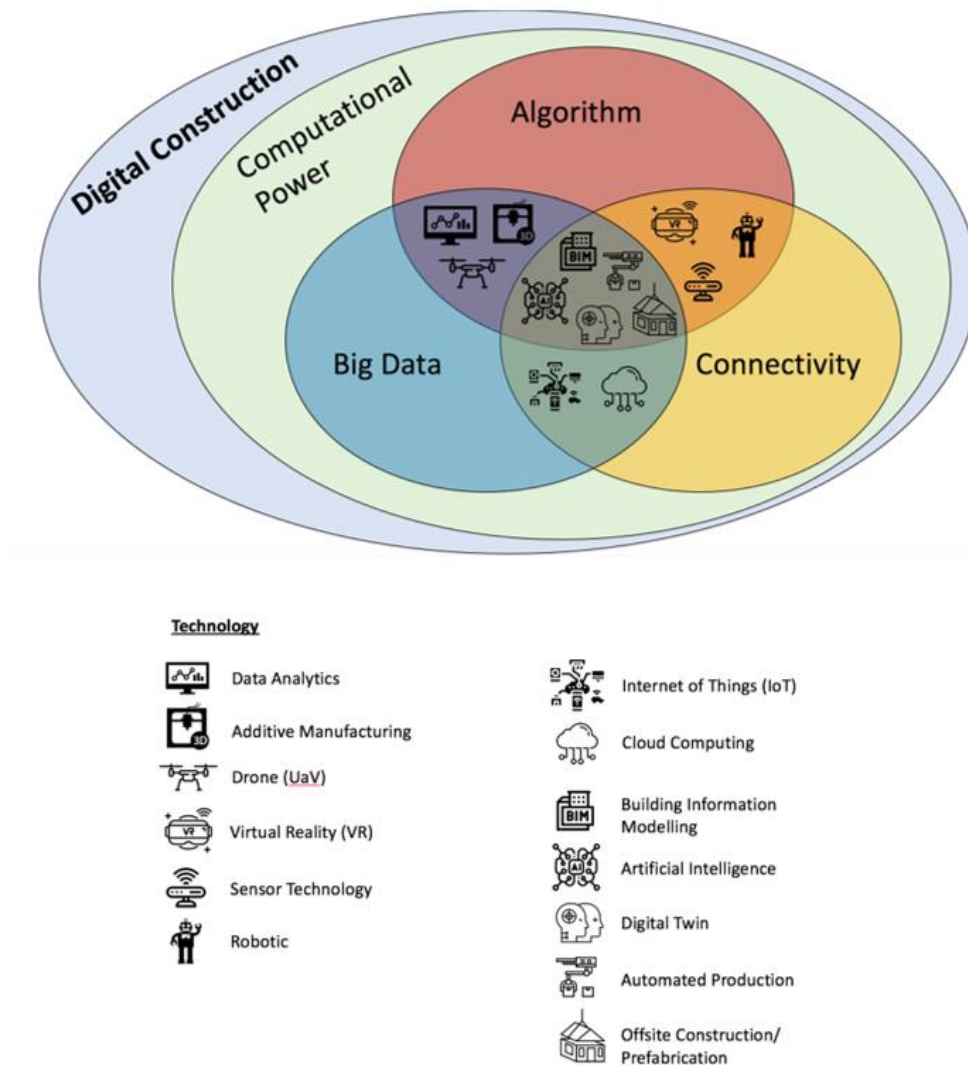 Digital Construction
Computational
Power
Algorithm
Big Data
Connectivity
3D
VR
BIM
AI
Technology
Data Analytics
3D
Additive Manufacturing
Drone (UaV)
VR
Virtual Reality (VR)
Sensor Technology
Robotic
Internet of Things (IoT)
Cloud Computing
BIM
Building Information
Modelling
AI
Artificial Intelligence
Digital Twin
Automated Production
Offsite Construction/
Prefabrication